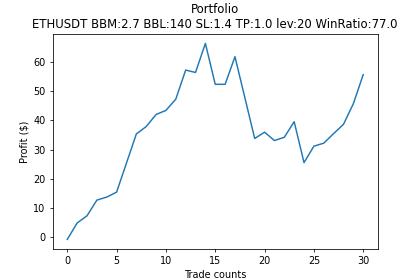 Portfolio
ETHUSDT BBM:2.7 BBL:140 SL:1.4 TP:1.0 lev:20 WinRatio:77.0
60
50
40
30
20
10
0
Profit ($)
0 5 10 15 20 25 30
Trade counts